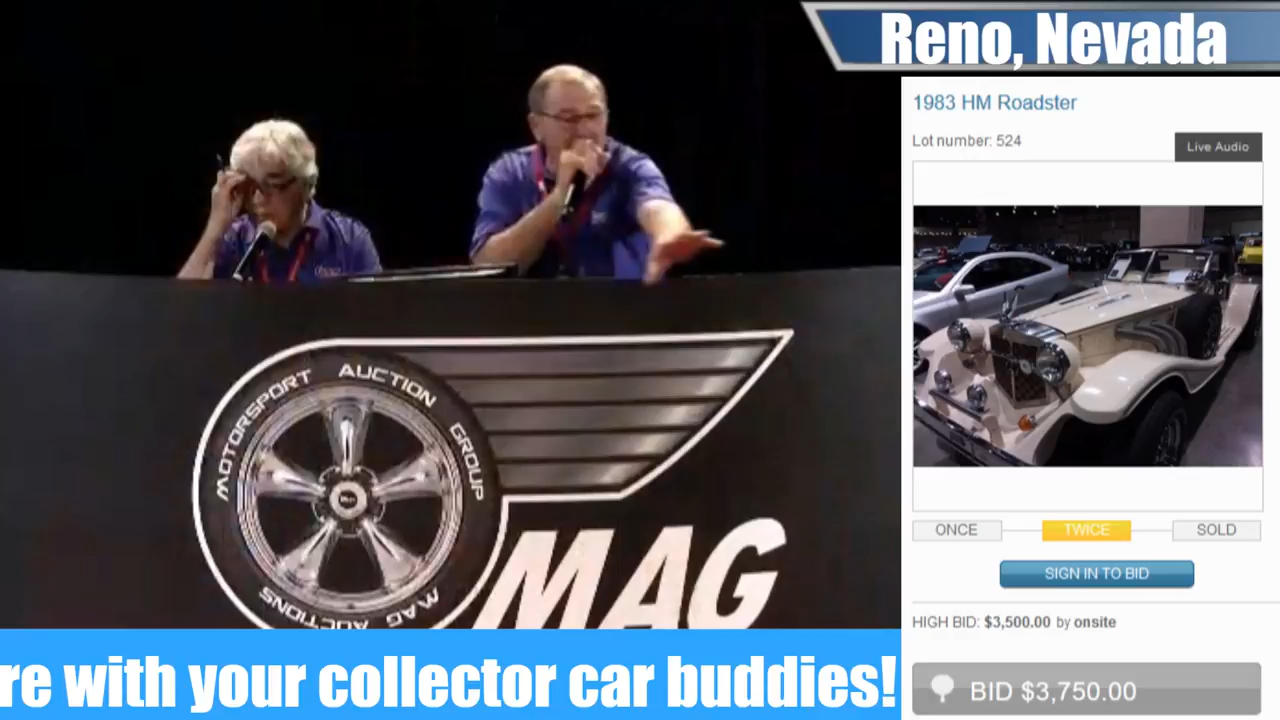 Reno, Nevada
1983 HM Roadster
Lot number: 524
Live Audio
MOTORSPORT AUCTION GROUP
MAG AUCTIONS
MAG
ONCE
TWICE
SOLD
SIGN IN TO BID
HIGH BID: $3,500.00 by onsite
BID $3,750.00
re with your collector car buddies!